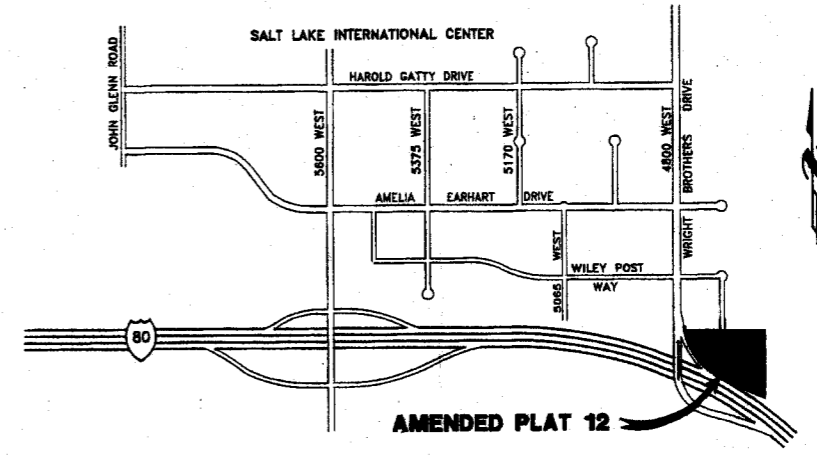 SALT LAKE INTERNATIONAL CENTER
JOHN GLENN ROAD
HAROLD GATTY DRIVE
5600 WEST
5375 WEST
5170 WEST
4800 WEST
WRIGHT BROTHERS DRIVE
AMELIA EARHART DRIVE
5065 WEST
WILEY POST WAY
80
AMENDED PLAT 12